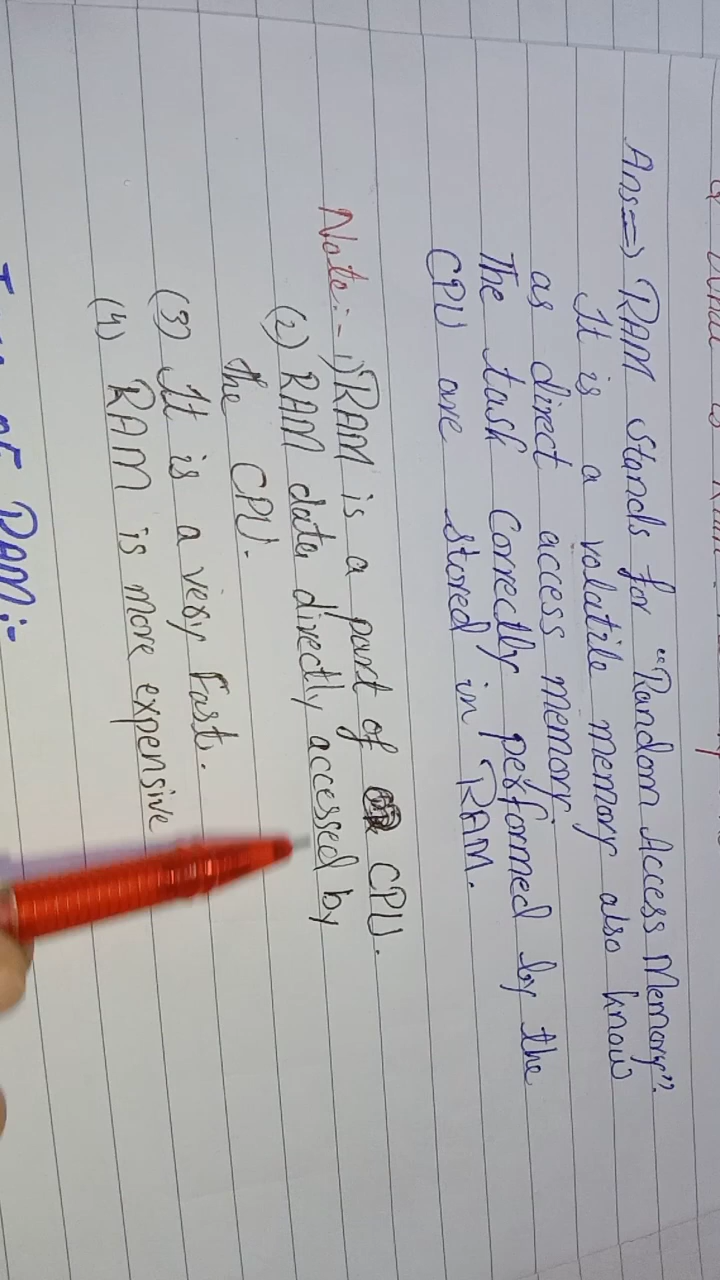 Ans=> RAM stands for "Random Access Memory".
It is a volatile memory also know
as direct access memory
The task Correctly performed by the
CPU are stored in RAM.
Note:- 1) RAM is a part of CPU.
(2) RAM data directly accessed by
the CPU.
(3) It is a very Fast.
(4) RAM is more expensive
of RAM:-